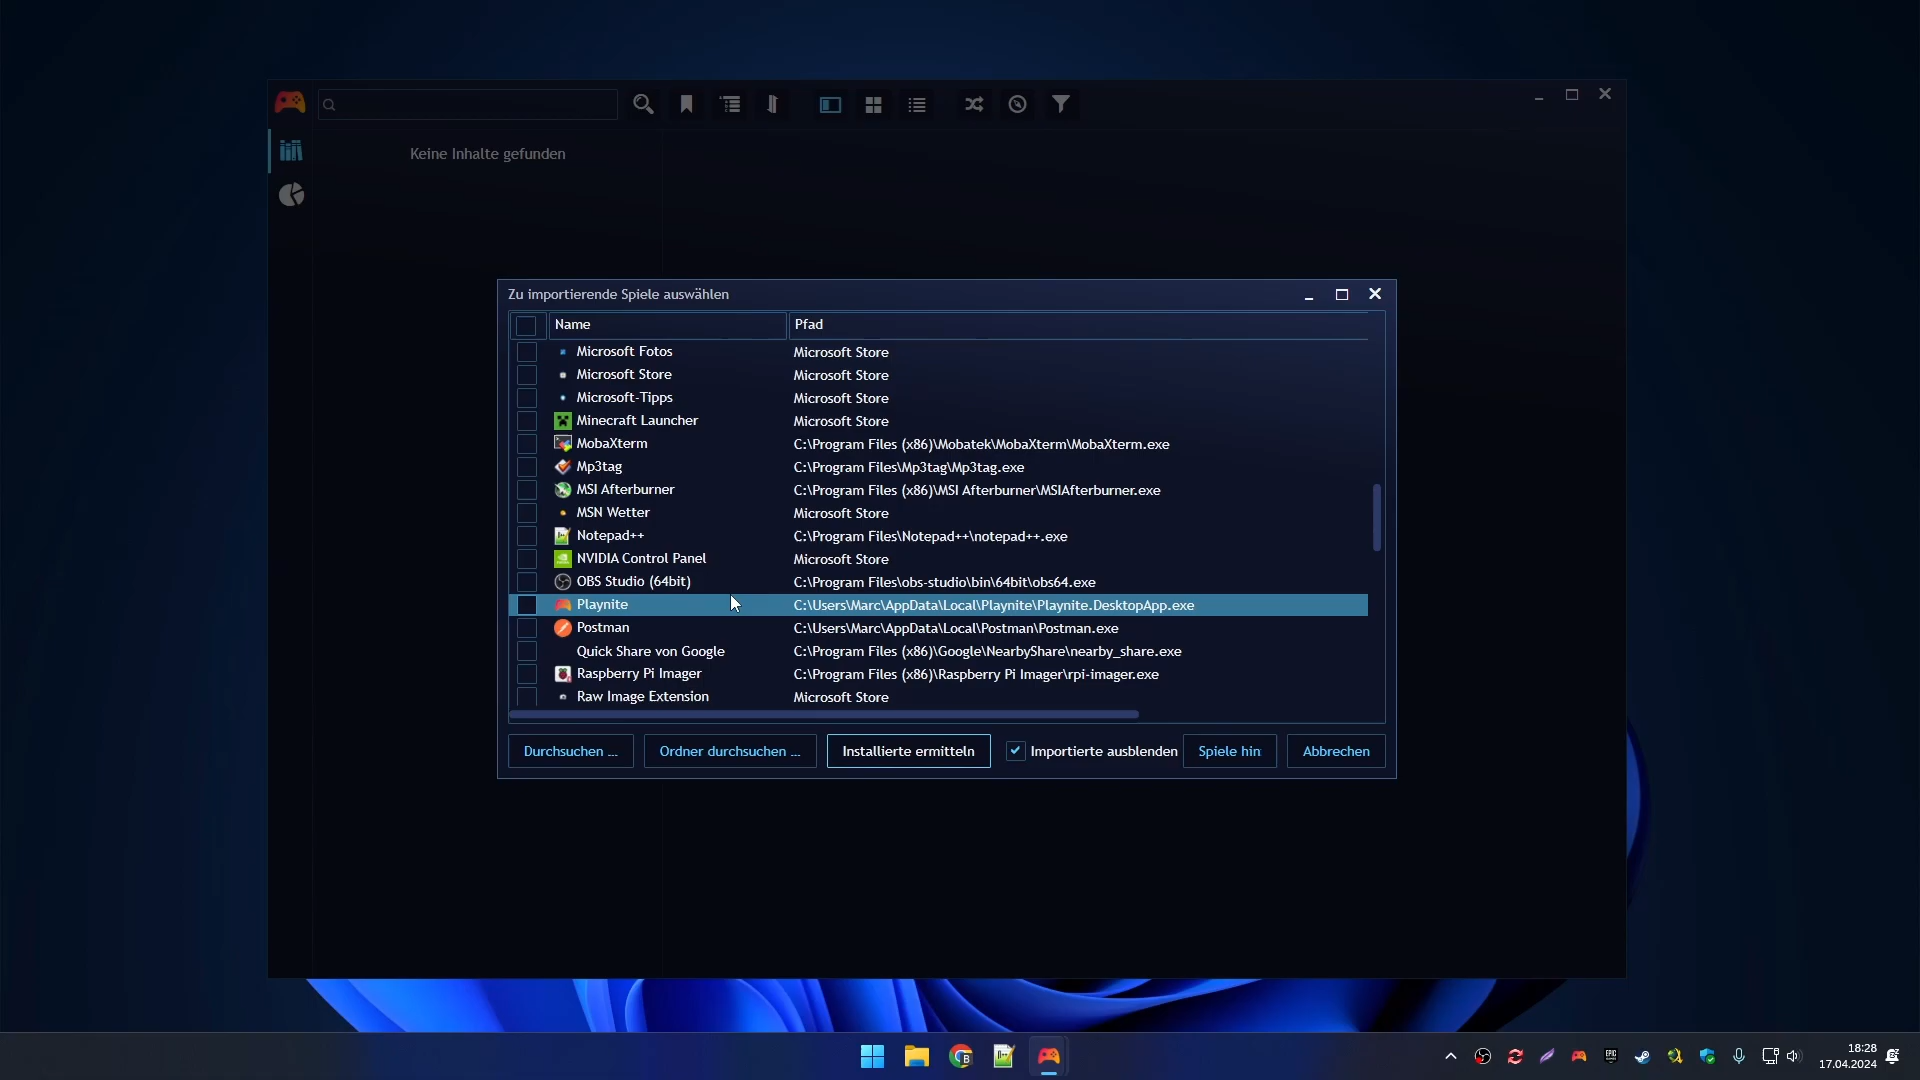 Keine Inhalte gefunden
Zu importierende Spiele auswählen
Name Pfad
Microsoft Fotos Microsoft Store
Microsoft Store Microsoft Store
Microsoft-Tipps Microsoft Store
Minecraft Launcher Microsoft Store
MobaXterm C:\Program Files (x86)\Mobatek\MobaXterm\MobaXterm.exe
Mp3tag C:\Program Files\Mp3tag\Mp3tag.exe
MSI Afterburner C:\Program Files (x86)\MSI Afterburner\MSIAfterburner.exe
MSN Wetter Microsoft Store
Notepad++ C:\Program Files\Notepad++\notepad++.exe
NVIDIA Control Panel Microsoft Store
OBS Studio (64bit) C:\Program Files\obs-studio\bin\64bit\obs64.exe
Playnite C:\Users\Marc\AppData\Local\Playnite\Playnite.DesktopApp.exe
Postman C:\Users\Marc\AppData\Local\Postman\Postman.exe
Quick Share von Google C:\Program Files (x86)\Google\NearbyShare\nearby_share.exe
Raspberry Pi Imager C:\Program Files (x86)\Raspberry Pi Imager\rpi-imager.exe
Raw Image Extension Microsoft Store
Durchsuchen ... Ordner durchsuchen ... Installierte ermitteln Importierte ausblenden Spiele hin Abbrechen
18:28
17.04.2024